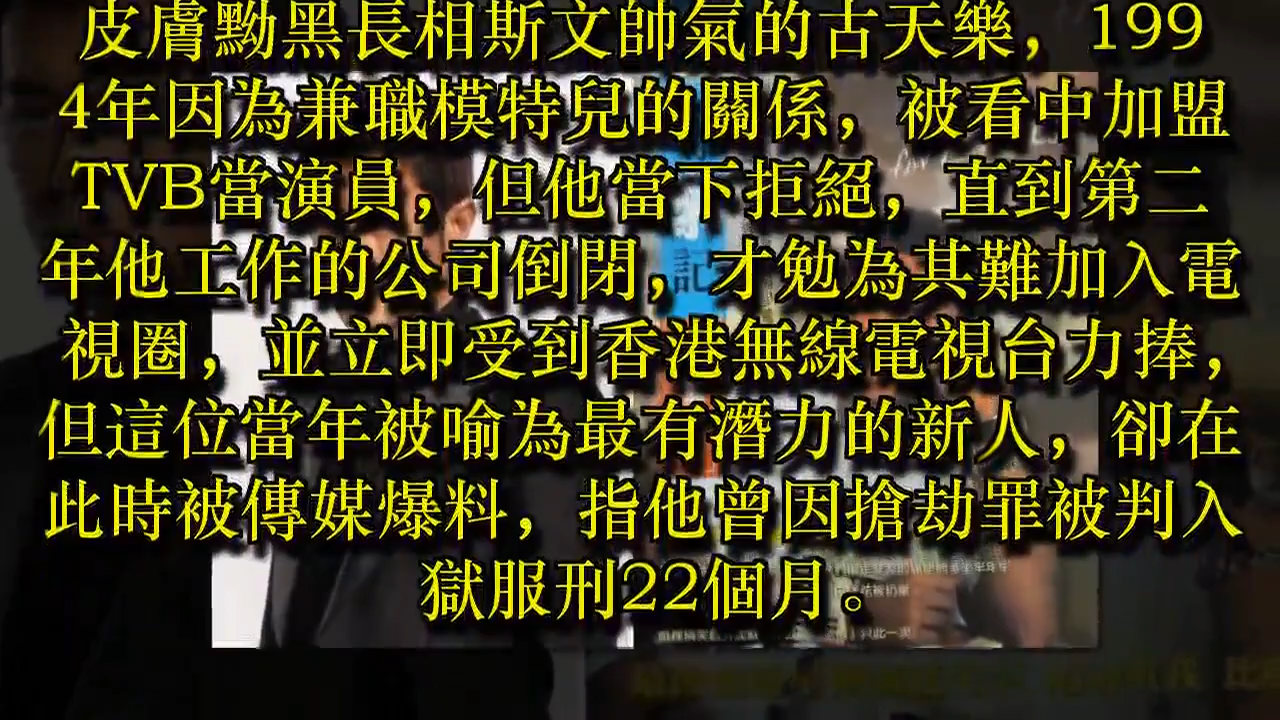 皮膚黝黑長相斯文帥氣的古天樂，199
4年因為兼職模特兒的關係，被看中加盟
TVB當演員，但他當下拒絕，直到第二
年他工作的公司倒閉，才勉為其難加入電
視圈，並立即受到香港無線電視台力捧，
但這位當年被喻為最有潛力的新人，卻在
此時被傳媒爆料，指他曾因搶劫罪被判入
獄服刑22個月。
記